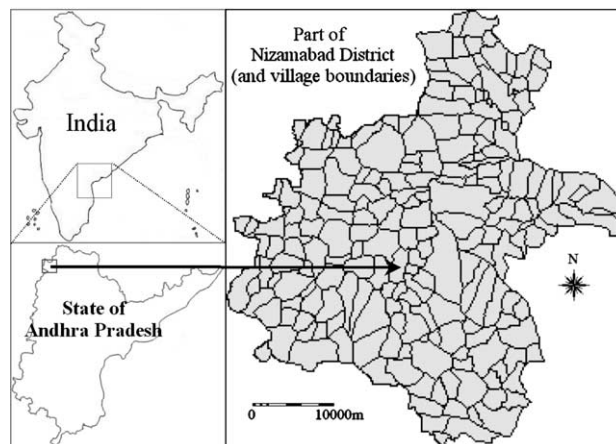 India
State of
Andhra Pradesh
Part of
Nizamabad District
(and village boundaries)
N
0 10000m